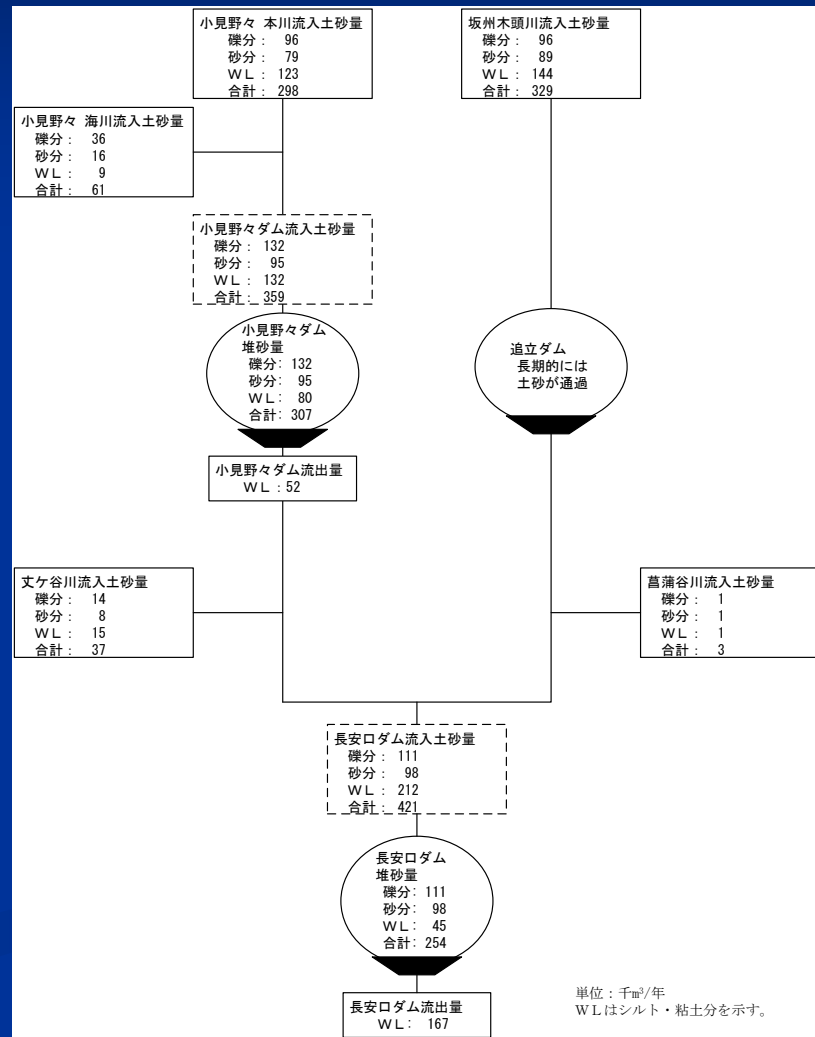 小見野々 本川流入土砂量
礫分： 96
砂分： 79
ＷＬ： 123
合計： 298
坂州木頭川流入土砂量
礫分： 96
砂分： 89
ＷＬ： 144
合計： 329
小見野々 海川流入土砂量
礫分： 36
砂分： 16
ＷＬ： 9
合計： 61
小見野々ダム流入土砂量
礫分： 132
砂分： 95
ＷＬ： 132
合計： 359
小見野々ダム
堆砂量
礫分： 132
砂分： 95
ＷＬ： 80
合計： 307
追立ダム
長期的には
土砂が通過
小見野々ダム流出量
ＷＬ：52
丈ケ谷川流入土砂量
礫分： 14
砂分： 8
ＷＬ： 15
合計： 37
菖蒲谷川流入土砂量
礫分： 1
砂分： 1
ＷＬ： 1
合計： 3
長安口ダム流入土砂量
礫分： 111
砂分： 98
ＷＬ： 212
合計： 421
長安口ダム
堆砂量
礫分： 111
砂分： 98
ＷＬ： 45
合計： 254
長安口ダム流出量
ＷＬ： 167
単位：千m³/年
ＷＬはシルト・粘土分を示す。